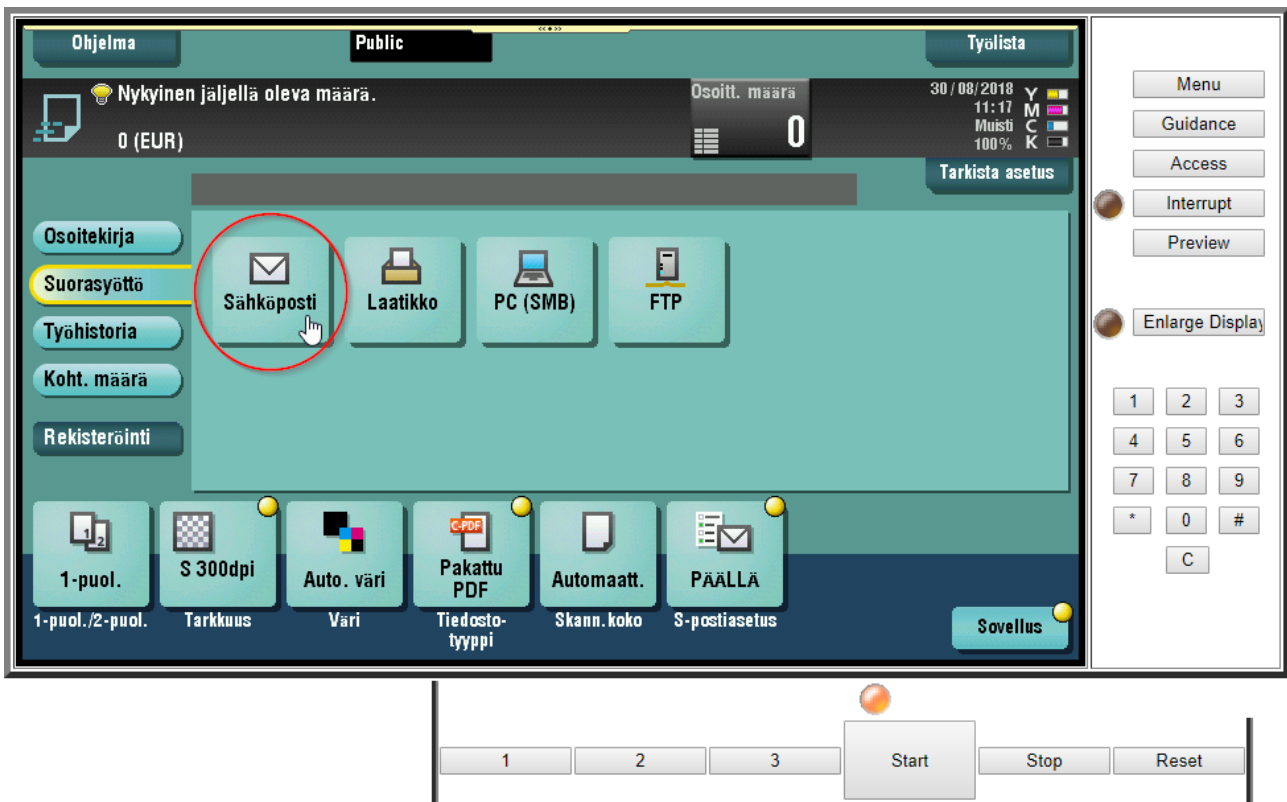 Ohjelma
Public
Työlista
Nykyinen jäljellä oleva määrä.
0 (EUR)
Osoitt. määrä
0
30/08/2018
11:17
Muisti
100%
Y
M
C
K
Tarkista asetus
Osoitekirja
Suorasyöttö
Työhistoria
Koht. määrä
Rekisteröinti
Sähköposti
Laatikko
PC (SMB)
FTP
1 2
1-puol.
1-puol./2-puol.
S 300dpi
Tarkkuus
Auto. väri
Väri
C-PDF
Pakattu
PDF
Tiedosto-
tyyppi
Automaatt.
Skann.koko
PÄÄLLÄ
S-postiasetus
Sovellus
Menu
Guidance
Access
Interrupt
Preview
Enlarge Display
1 2 3
4 5 6
7 8 9
* 0 #
C
1 2 3 Start Stop Reset